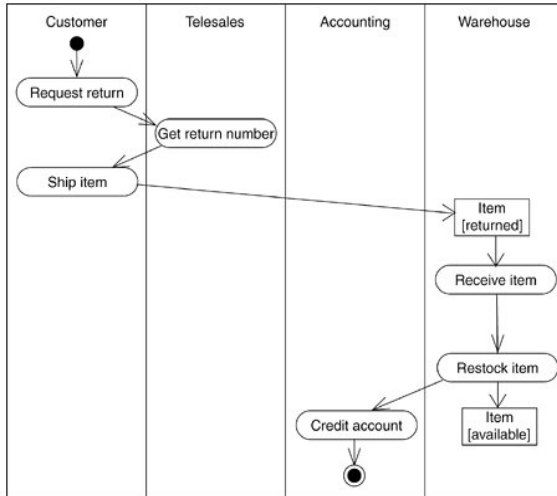 Customer
Telesales
Accounting
Warehouse
Request return
Get return number
Ship item
Item
[returned]
Receive item
Restock item
Credit account
Item
[available]